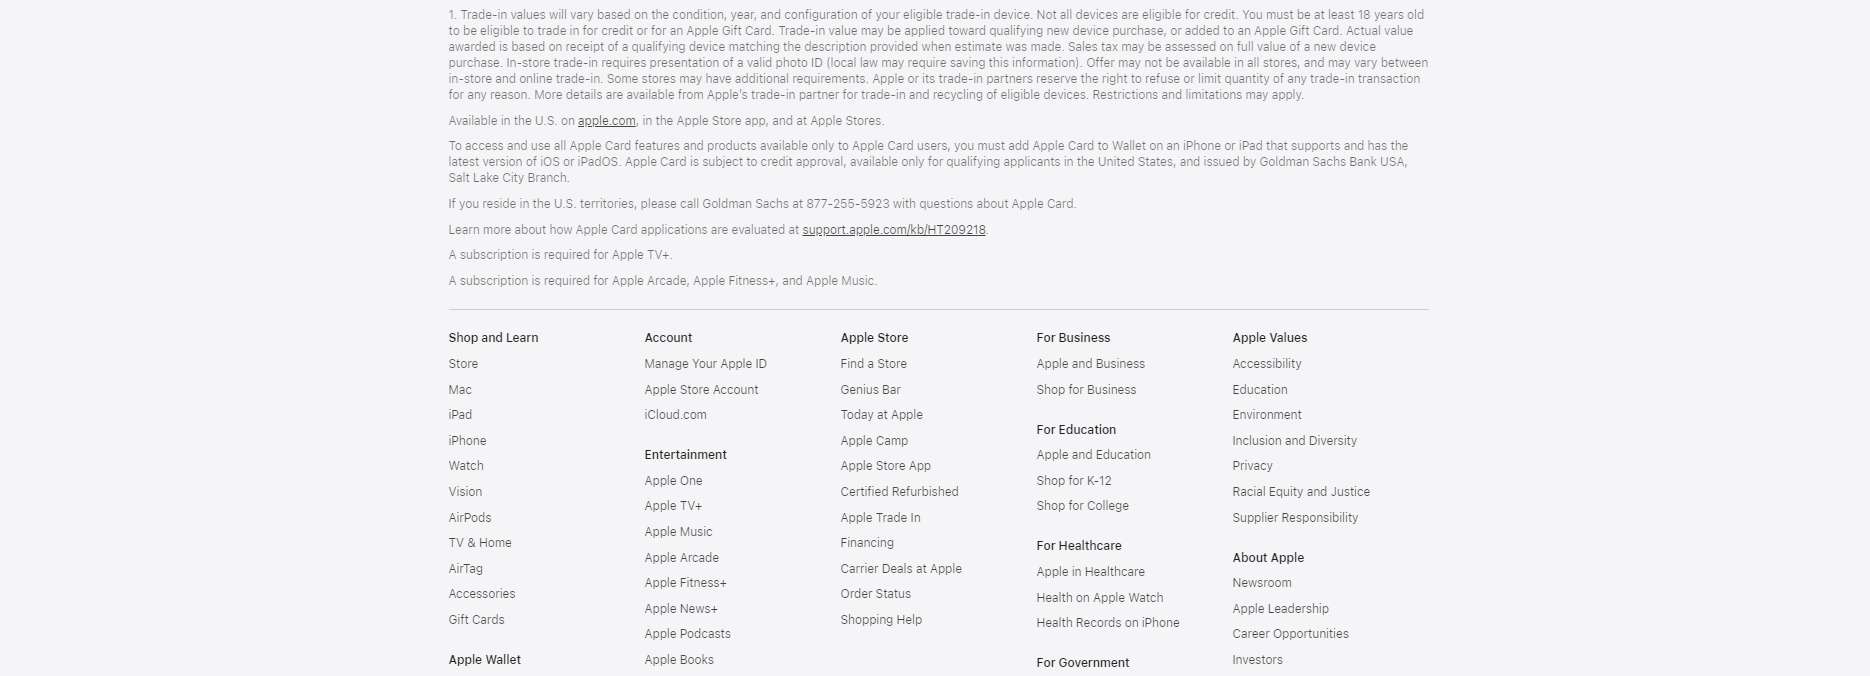 1. Trade-in values will vary based on the condition, year, and configuration of your eligible trade-in device. Not all devices are eligible for credit. You must be at least 18 years old
to be eligible to trade in for credit or for an Apple Gift Card. Trade-in value may be applied toward qualifying new device purchase, or added to an Apple Gift Card. Actual value
awarded is based on receipt of a qualifying device matching the description provided when estimate was made. Sales tax may be assessed on full value of a new device
purchase. In-store trade-in requires presentation of a valid photo ID (local law may require saving this information). Offer may not be available in all stores, and may vary between
in-store and online trade-in. Some stores may have additional requirements. Apple or its trade-in partners reserve the right to refuse or limit quantity of any trade-in transaction
for any reason. More details are available from Apple's trade-in partner for trade-in and recycling of eligible devices. Restrictions and limitations may apply.
Available in the U.S. on apple.com, in the Apple Store app, and at Apple Stores.
To access and use all Apple Card features and products available only to Apple Card users, you must add Apple Card to Wallet on an iPhone or iPad that supports and has the
latest version of iOS or iPadOS. Apple Card is subject to credit approval, available only for qualifying applicants in the United States, and issued by Goldman Sachs Bank USA,
Salt Lake City Branch.
If you reside in the U.S. territories, please call Goldman Sachs at 877-255-5923 with questions about Apple Card.
Learn more about how Apple Card applications are evaluated at support.apple.com/kb/HT209218.
A subscription is required for Apple TV+.
A subscription is required for Apple Arcade, Apple Fitness+, and Apple Music.
Shop and Learn
Store
Mac
iPad
iPhone
Watch
Vision
AirPods
TV & Home
AirTag
Accessories
Gift Cards
Apple Wallet
Account
Manage Your Apple ID
Apple Store Account
iCloud.com
Entertainment
Apple One
Apple TV+
Apple Music
Apple Arcade
Apple Fitness+
Apple News+
Apple Podcasts
Apple Books
Apple Store
Find a Store
Genius Bar
Today at Apple
Apple Camp
Apple Store App
Certified Refurbished
Apple Trade In
Financing
Carrier Deals at Apple
Order Status
Shopping Help
For Business
Apple and Business
Shop for Business
For Education
Apple and Education
Shop for K-12
Shop for College
For Healthcare
Apple in Healthcare
Health on Apple Watch
Health Records on iPhone
For Government
Apple Values
Accessibility
Education
Environment
Inclusion and Diversity
Privacy
Racial Equity and Justice
Supplier Responsibility
About Apple
Newsroom
Apple Leadership
Career Opportunities
Investors